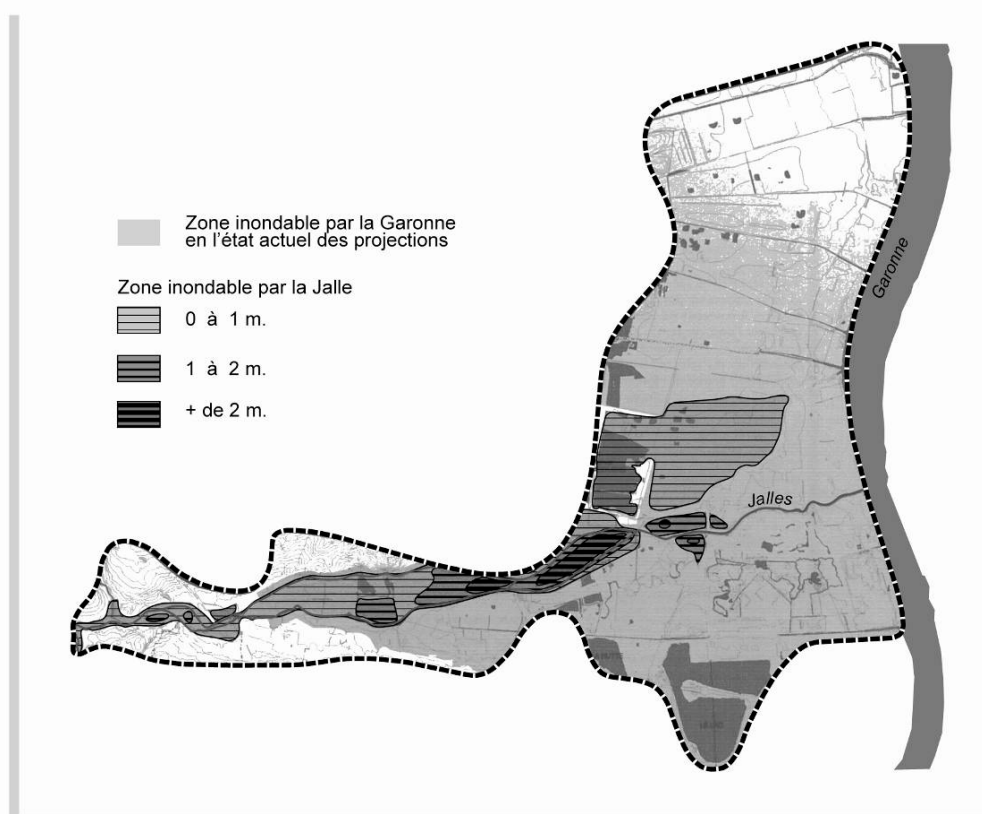 Zone inondable par la Garonne
en l'état actuel des projections
Zone inondable par la Jalle
0 à 1 m.
1 à 2 m.
+ de 2 m.
Garonne
Jalles